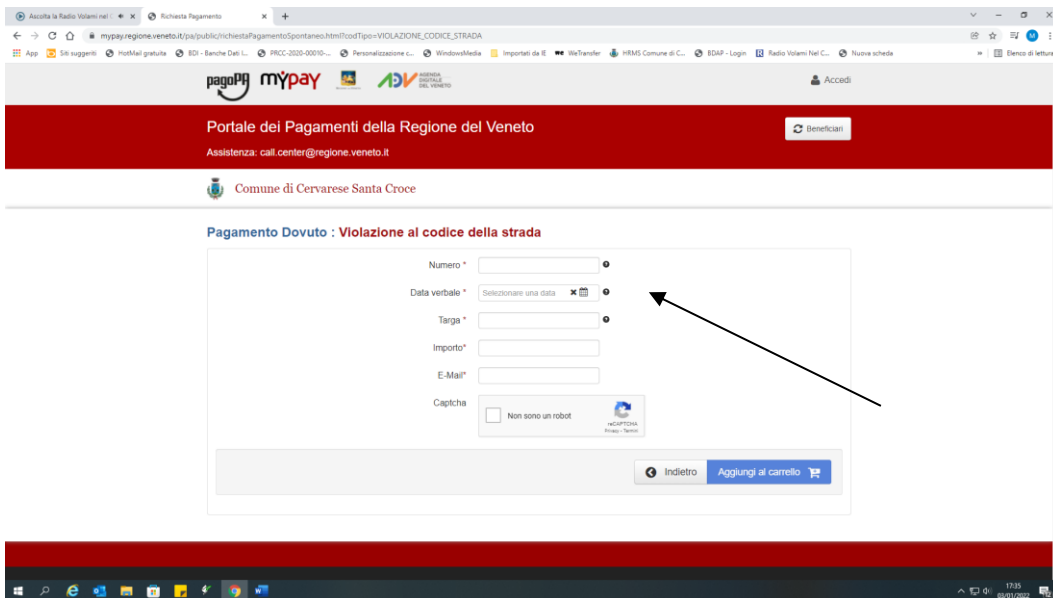 Ascolta la Radio Volami nel
Richiesta Pagamento
mypay.regione.veneto.it/pa/public/richiestaPagamentoSpontaneo.html?codTipo=VIOLAZIONE_CODICE_STRADA
App
Siti suggeriti
HotMail gratuita
BDI - Banche Dati I...
PRCC-2020-00010-...
Personalizzazione c...
WindowsMedia
Importati da IE
we WeTransfer
HRMS Comune di C...
BDAP - Login
Radio Volami Nel C...
Nuova scheda
»
Elenco di lettura
pagoPA
mypay
ADV AGENDA DIGITALE DEL VENETO
Accedi
Portale dei Pagamenti della Regione del Veneto
Beneficiari
Assistenza: call.center@regione.veneto.it
Comune di Cervarese Santa Croce
Pagamento Dovuto : Violazione al codice della strada
Numero *
Data verbale * Selezionare una data
Targa *
Importo*
E-Mail*
Captcha
Non sono un robot
reCAPTCHA
Privacy - Termini
Indietro
Aggiungi al carrello
17:35
03/01/2022